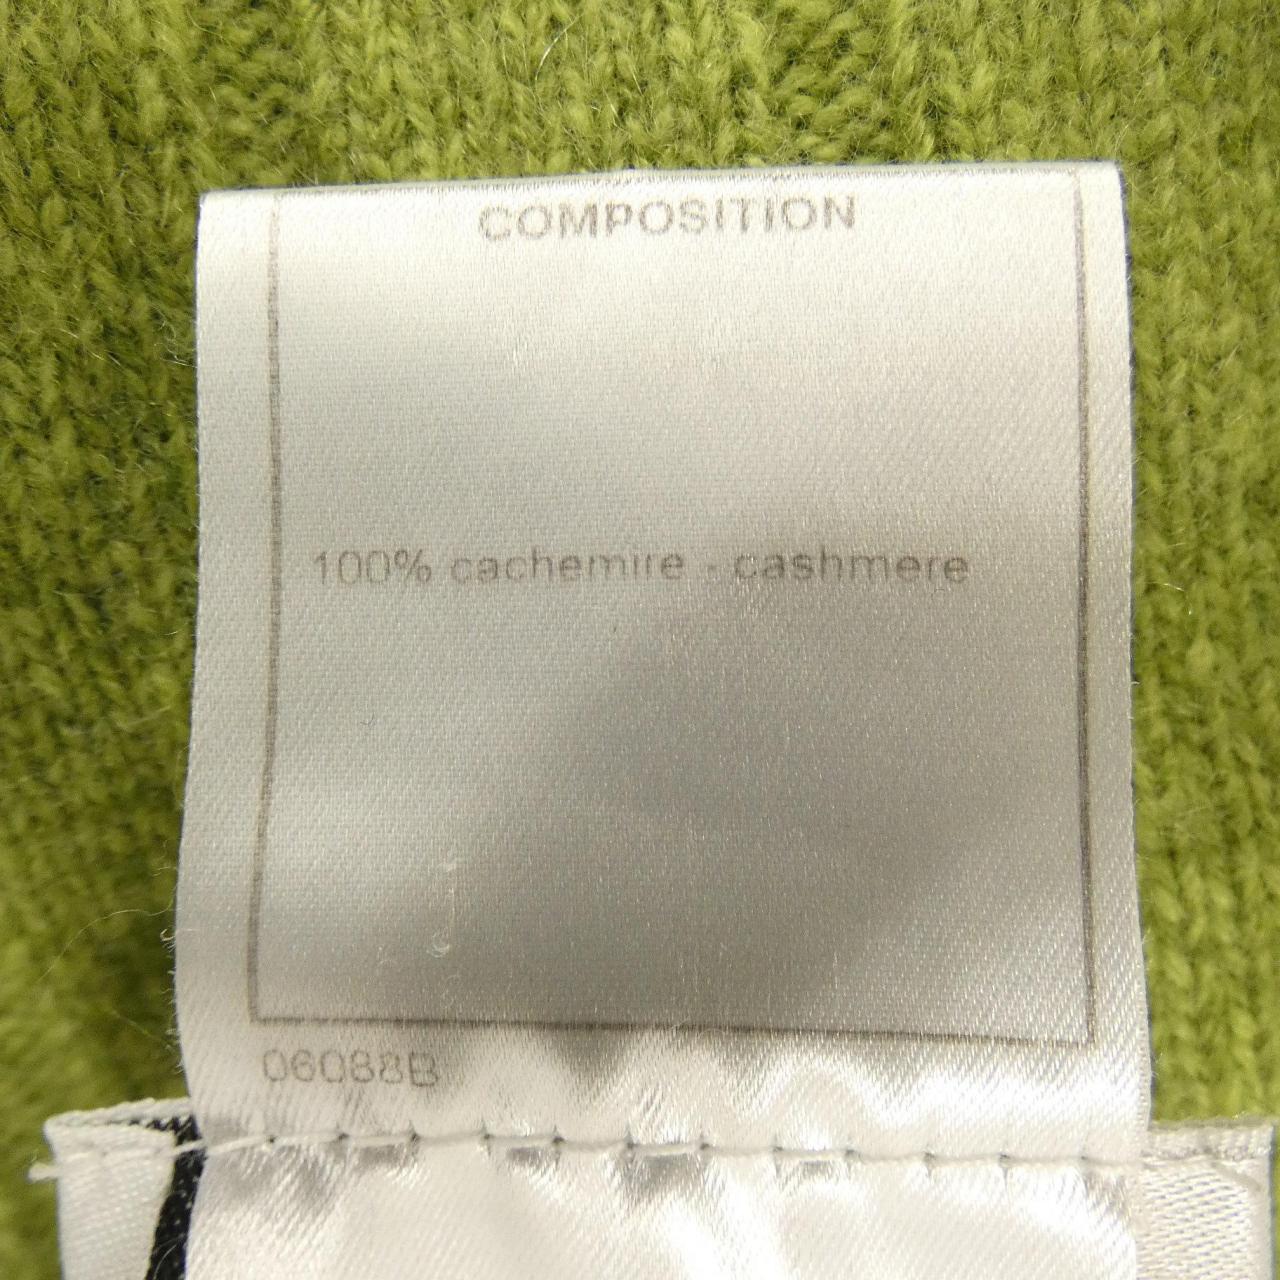 COMPOSITION
100% cachemire - cashmere
06088B